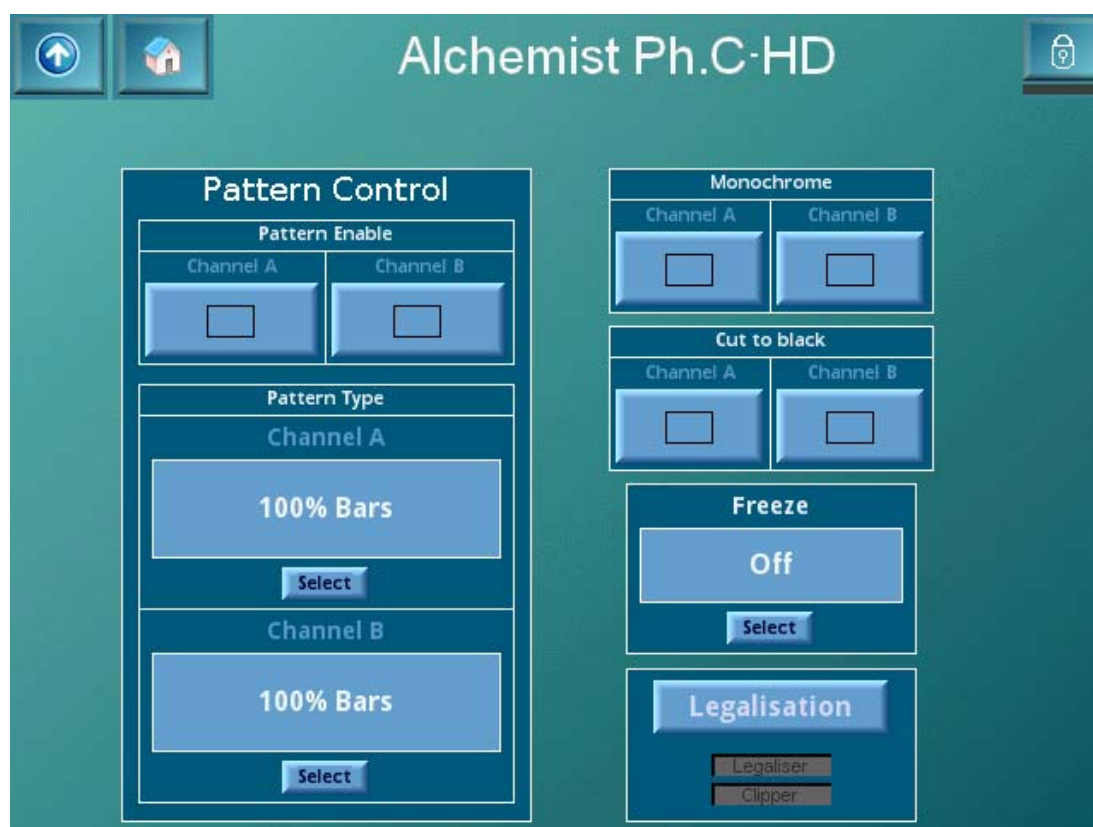 Alchemist Ph.C-HD
Pattern Control
Pattern Enable
Channel A Channel B
Pattern Type
Channel A
100% Bars
Select
Channel B
100% Bars
Select
Monochrome
Channel A Channel B
Cut to black
Channel A Channel B
Freeze
Off
Select
Legalisation
Legaliser
Clipper